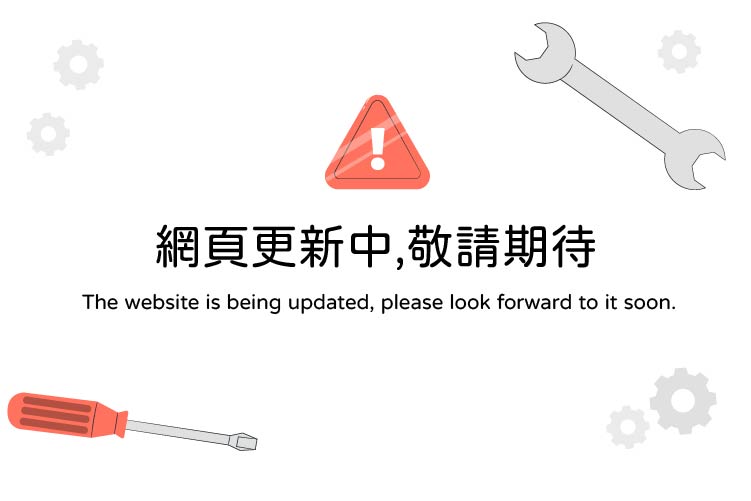 網頁更新中,敬請期待
The website is being updated, please look forward to it soon.